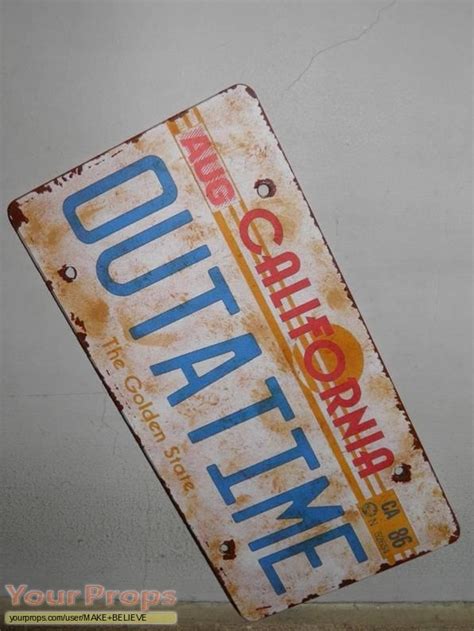 AUG CALIFORNIA CA 86
OUTATIME
The Golden State
YourProps
yourprops.com/user/MAKE+BELIEVE